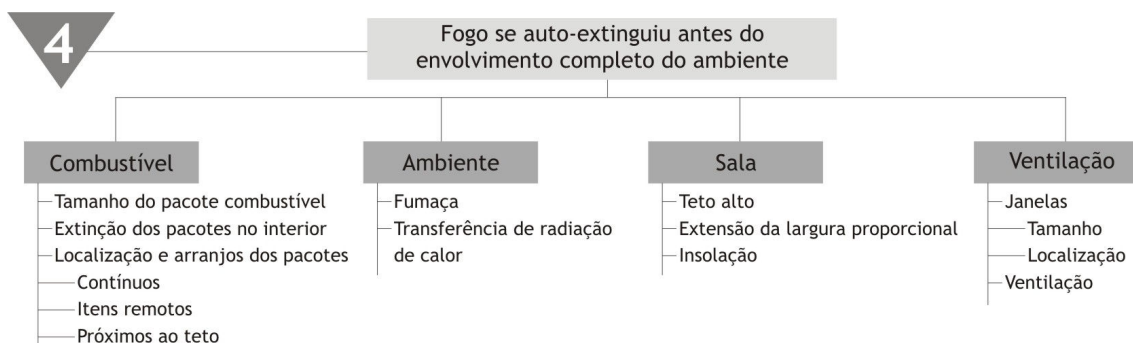 4
Fogo se auto-extinguiu antes do
envolvimento completo do ambiente
Combustível
Tamanho do pacote combustível
Extinção dos pacotes no interior
Localização e arranjos dos pacotes
Contínuos
Itens remotos
Próximos ao teto
Ambiente
Fumaça
Transferência de radiação
de calor
Sala
Teto alto
Extensão da largura proporcional
Insolação
Ventilação
Janelas
Tamanho
Localização
Ventilação